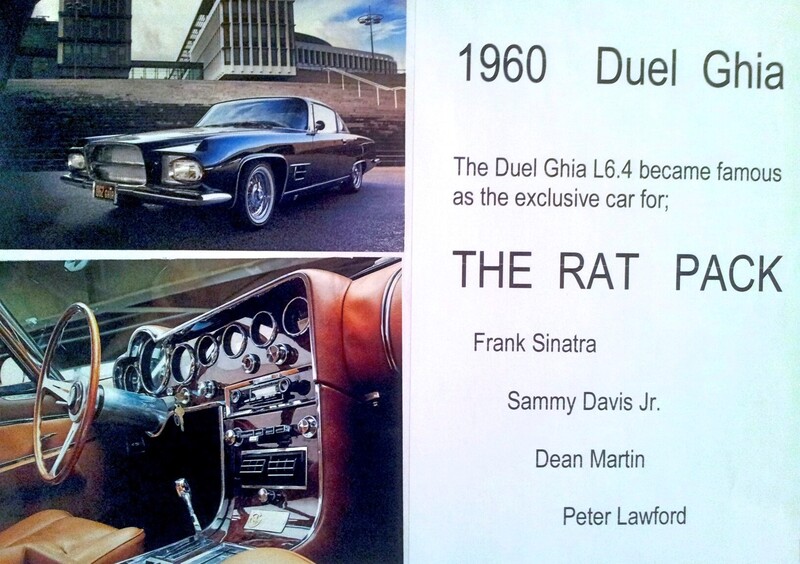 1960 Duel Ghia
The Duel Ghia L6.4 became famous
as the exclusive car for;
THE RAT PACK
Frank Sinatra
Sammy Davis Jr.
Dean Martin
Peter Lawford